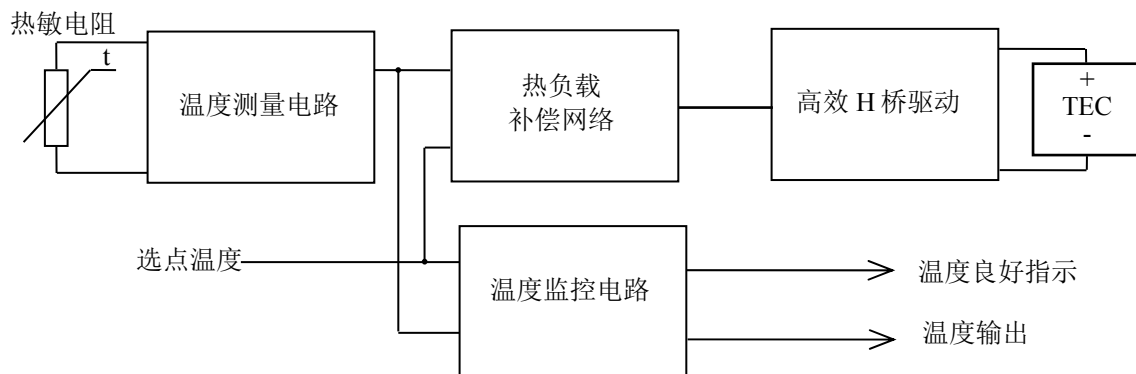 热敏电阻
t
温度测量电路
热负载
补偿网络
高效 H 桥驱动
+
TEC
-
选点温度
温度监控电路
温度良好指示
温度输出